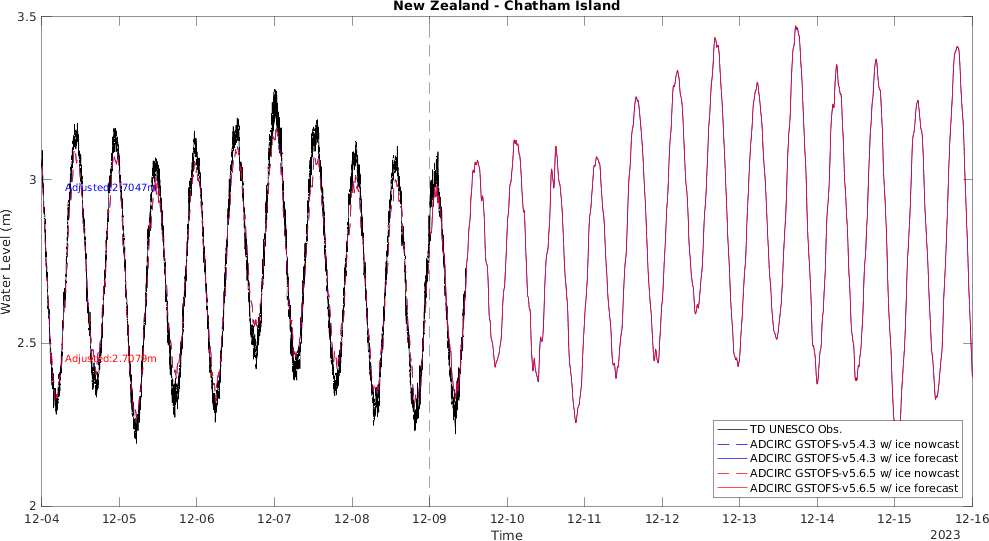 New Zealand - Chatham Island
3.5
3
2.5
2
Water Level (m)
Adjusted:2.7047m
Adjusted:2.7079m
TD UNESCO Obs.
ADCIRC GSTOFS-v5.4.3 w/ ice nowcast
ADCIRC GSTOFS-v5.4.3 w/ ice forecast
ADCIRC GSTOFS-v5.6.5 w/ ice nowcast
ADCIRC GSTOFS-v5.6.5 w/ ice forecast
12-04 12-05 12-06 12-07 12-08 12-09 12-10 12-11 12-12 12-13 12-14 12-15 12-16
Time
2023